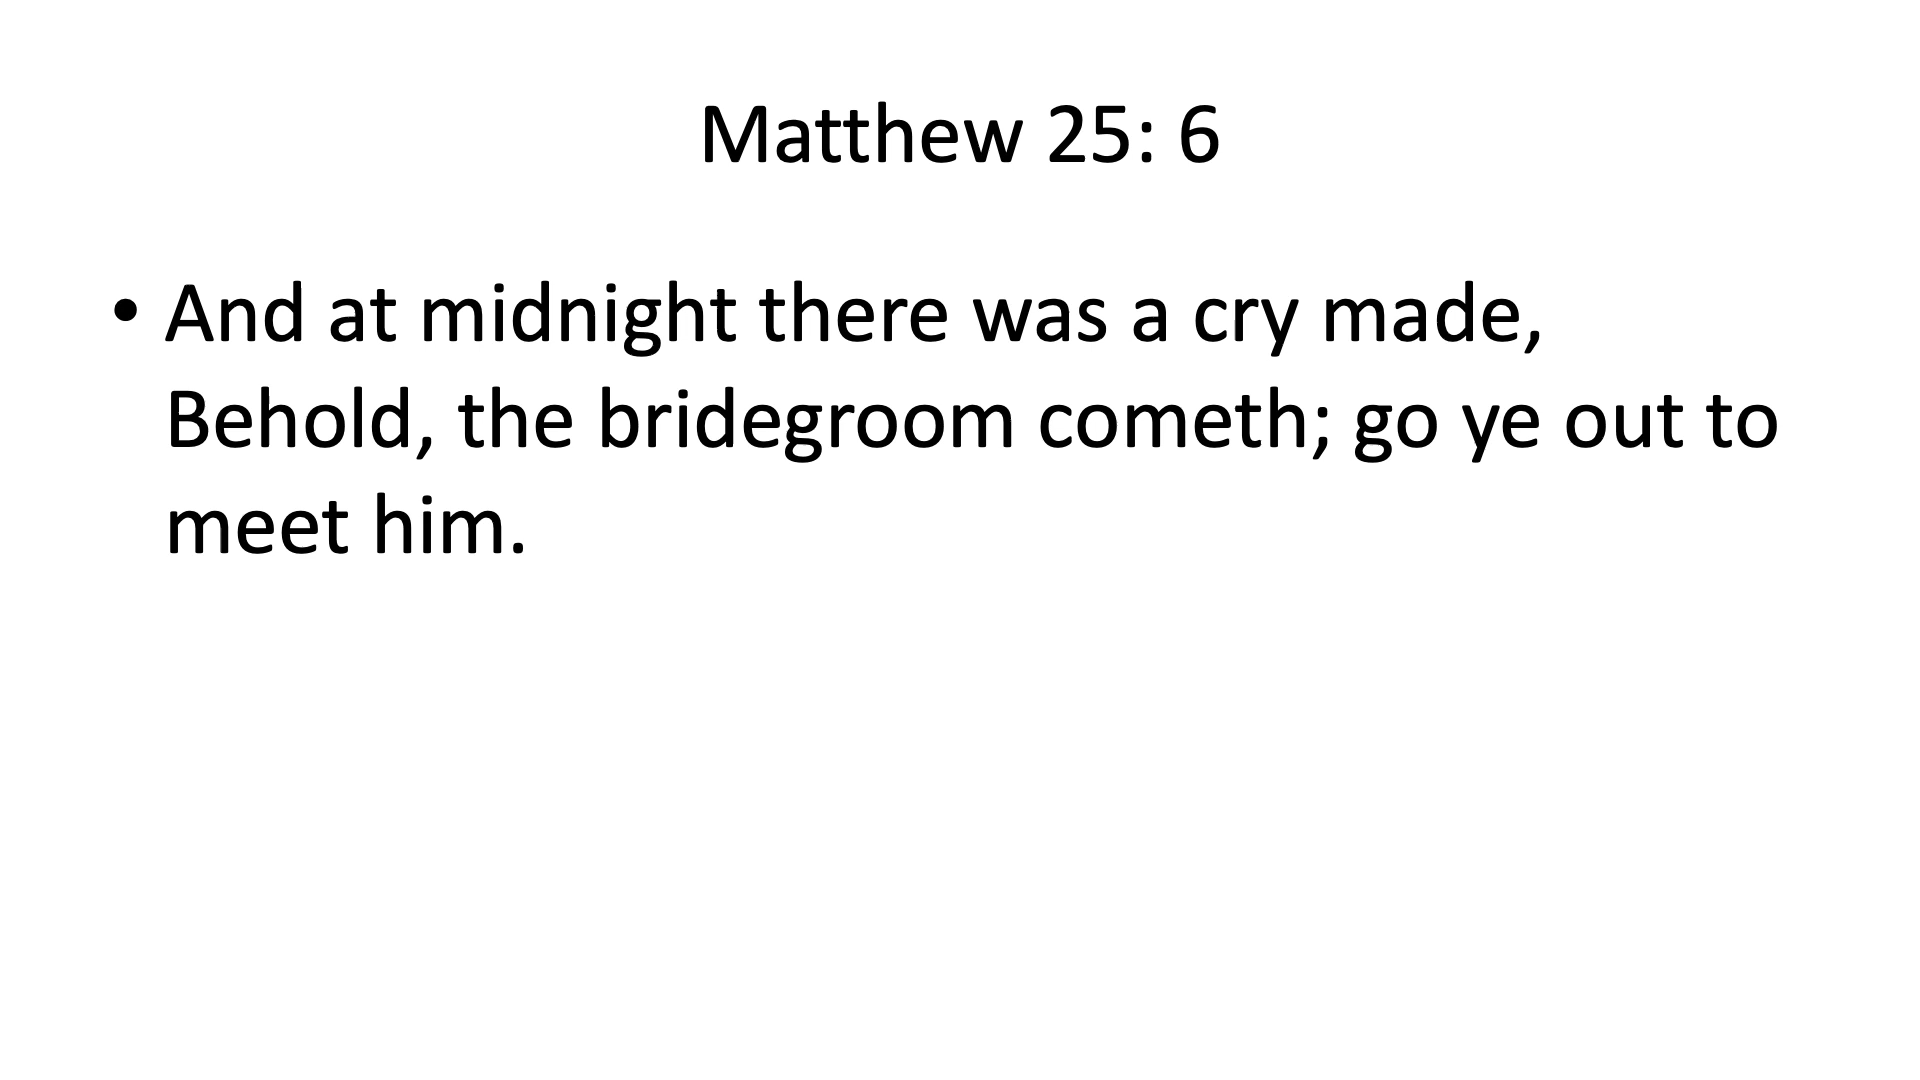 Matthew 25: 6
• And at midnight there was a cry made,
Behold, the bridegroom cometh; go ye out to
meet him.